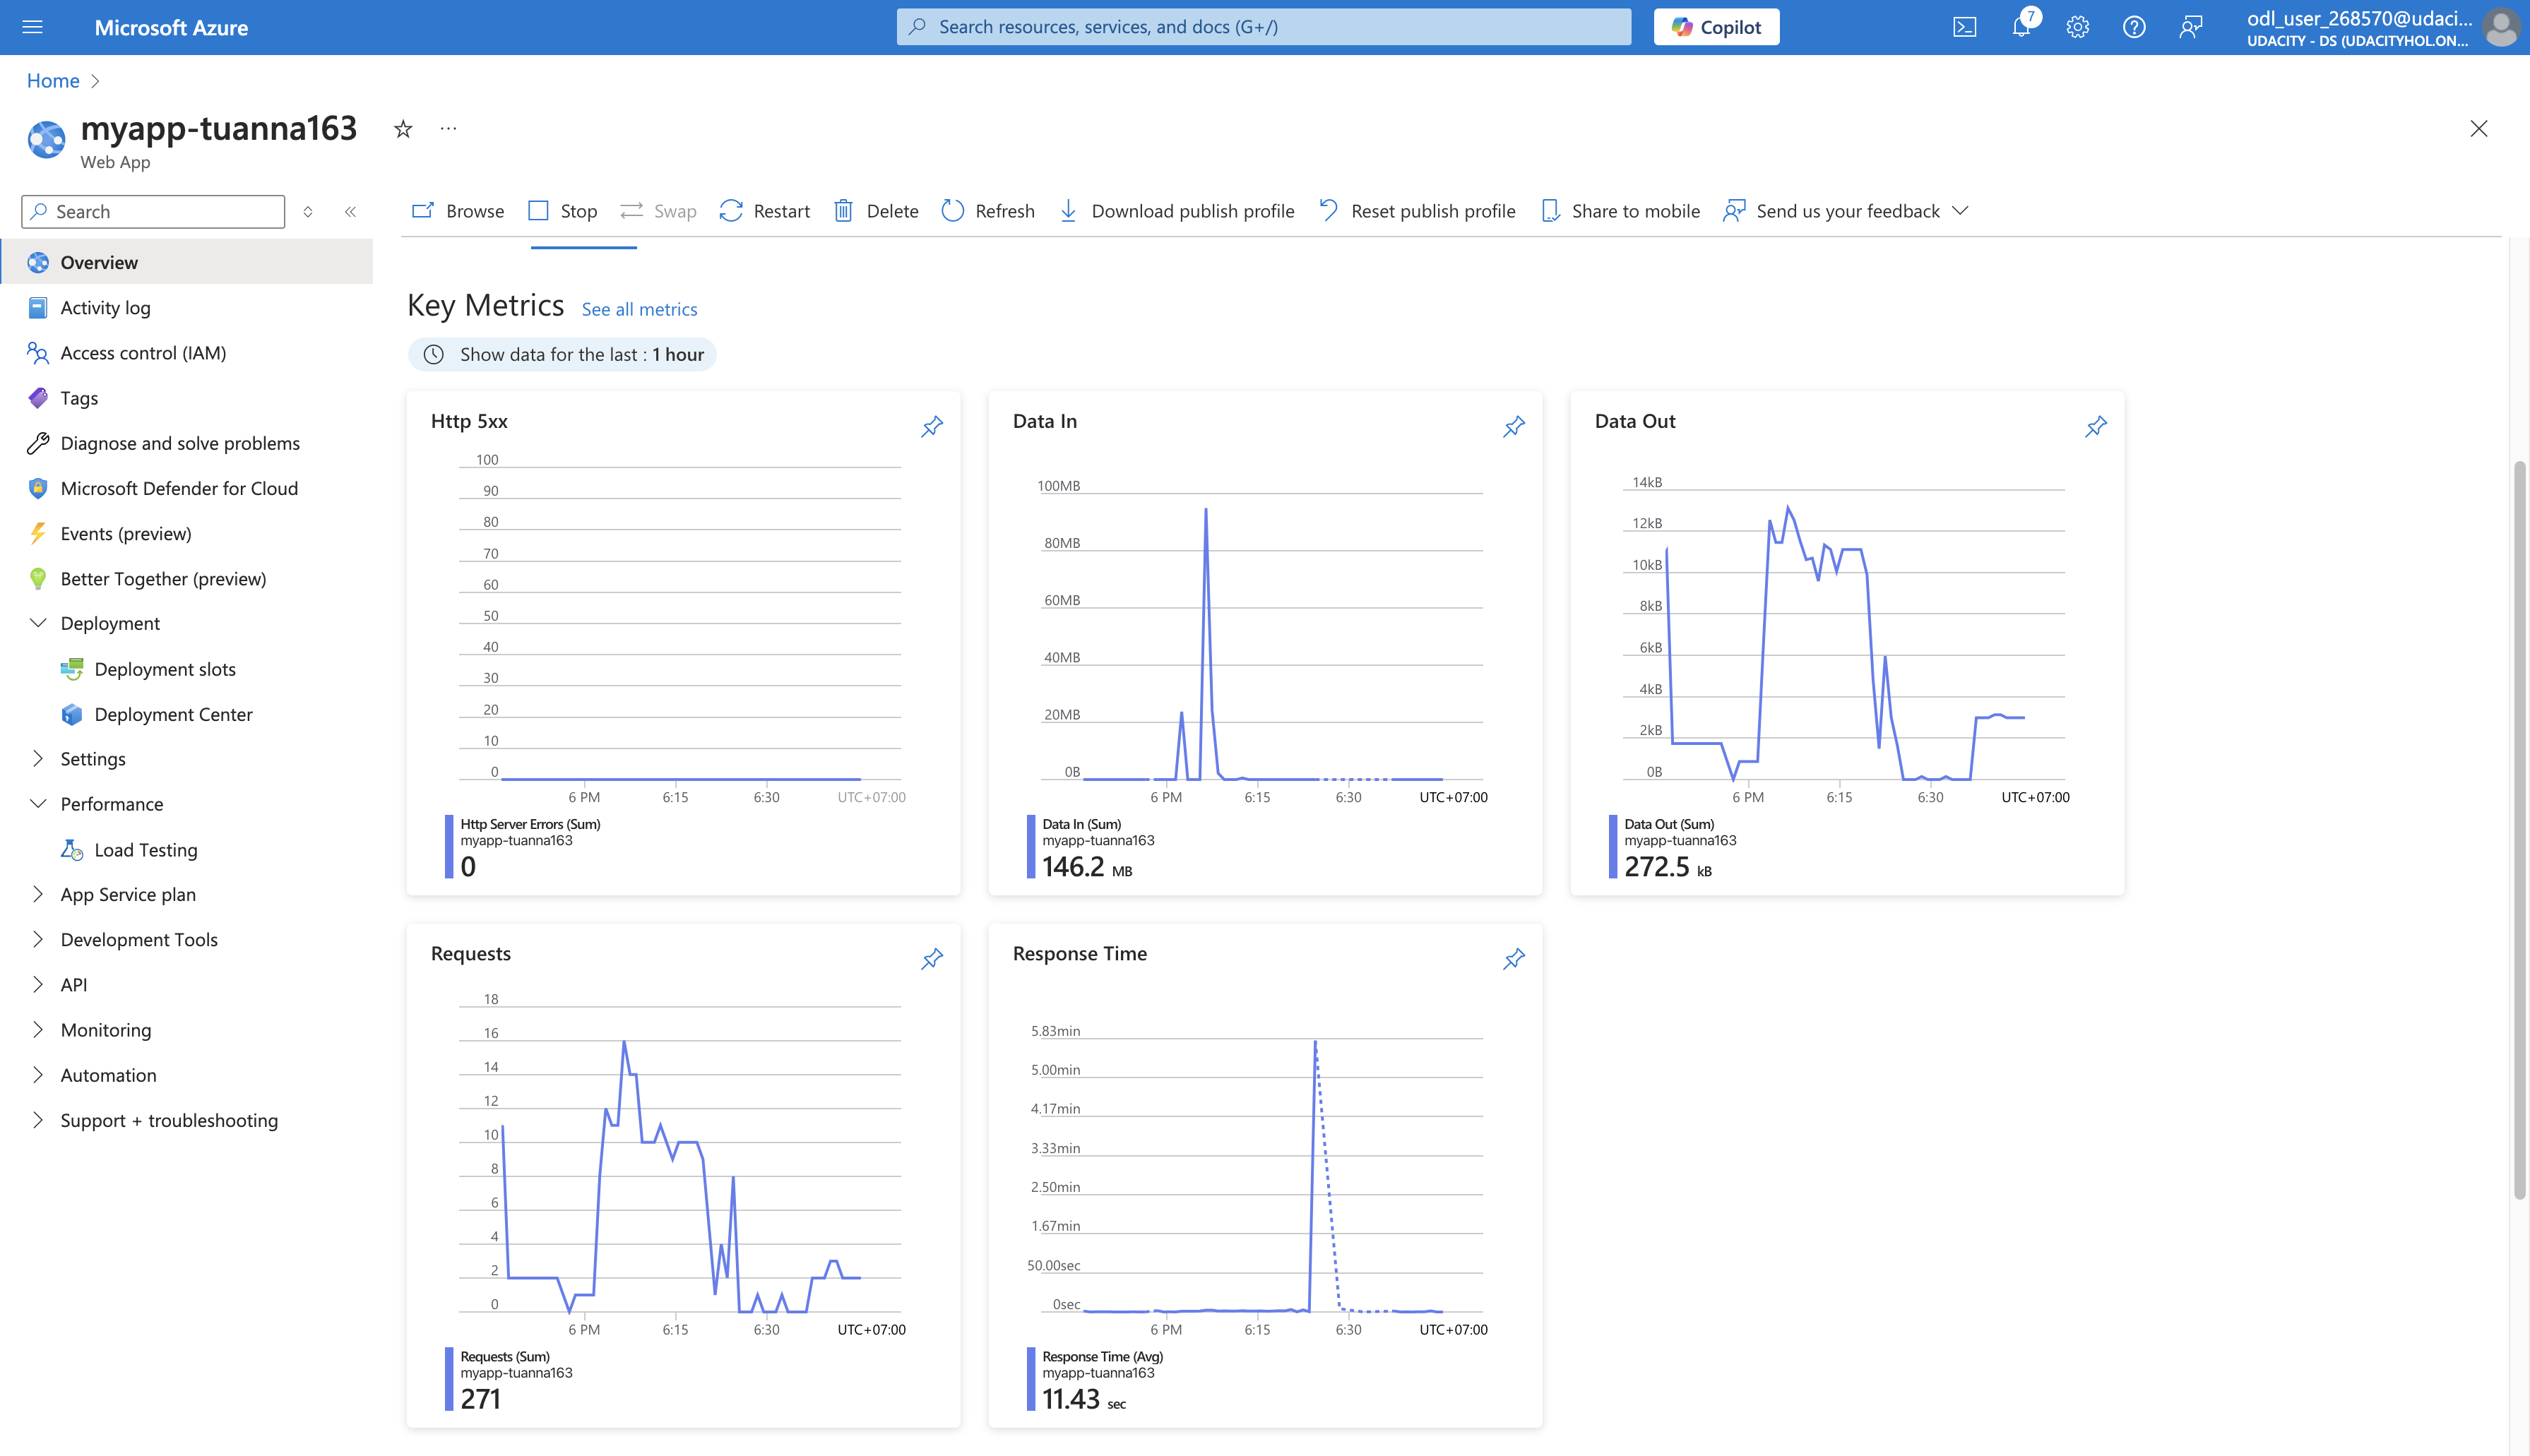 Microsoft Azure
Search resources, services, and docs (G+/)
Copilot
7
odl_user_268570@udaci...
UDACITY - DS (UDACITYHOL.ON...
Home
myapp-tuanna163
Web App
Search
Browse
Stop
Swap
Restart
Delete
Refresh
Download publish profile
Reset publish profile
Share to mobile
Send us your feedback
Overview
Activity log
Access control (IAM)
Tags
Diagnose and solve problems
Microsoft Defender for Cloud
Events (preview)
Better Together (preview)
Deployment
Deployment slots
Deployment Center
Settings
Performance
Load Testing
App Service plan
Development Tools
API
Monitoring
Automation
Support + troubleshooting
Key Metrics
See all metrics
Show data for the last : 1 hour
Http 5xx
100
90
80
70
60
50
40
30
20
10
0
6 PM
6:15
6:30
UTC+07:00
Http Server Errors (Sum)
myapp-tuanna163
0
Data In
100MB
80MB
60MB
40MB
20MB
0B
6 PM
6:15
6:30
UTC+07:00
Data In (Sum)
myapp-tuanna163
146.2 MB
Data Out
14kB
12kB
10kB
8kB
6kB
4kB
2kB
0B
6 PM
6:15
6:30
UTC+07:00
Data Out (Sum)
myapp-tuanna163
272.5 kB
Requests
18
16
14
12
10
8
6
4
2
0
6 PM
6:15
6:30
UTC+07:00
Requests (Sum)
myapp-tuanna163
271
Response Time
5.83min
5.00min
4.17min
3.33min
2.50min
1.67min
50.00sec
0sec
6 PM
6:15
6:30
UTC+07:00
Response Time (Avg)
myapp-tuanna163
11.43 sec